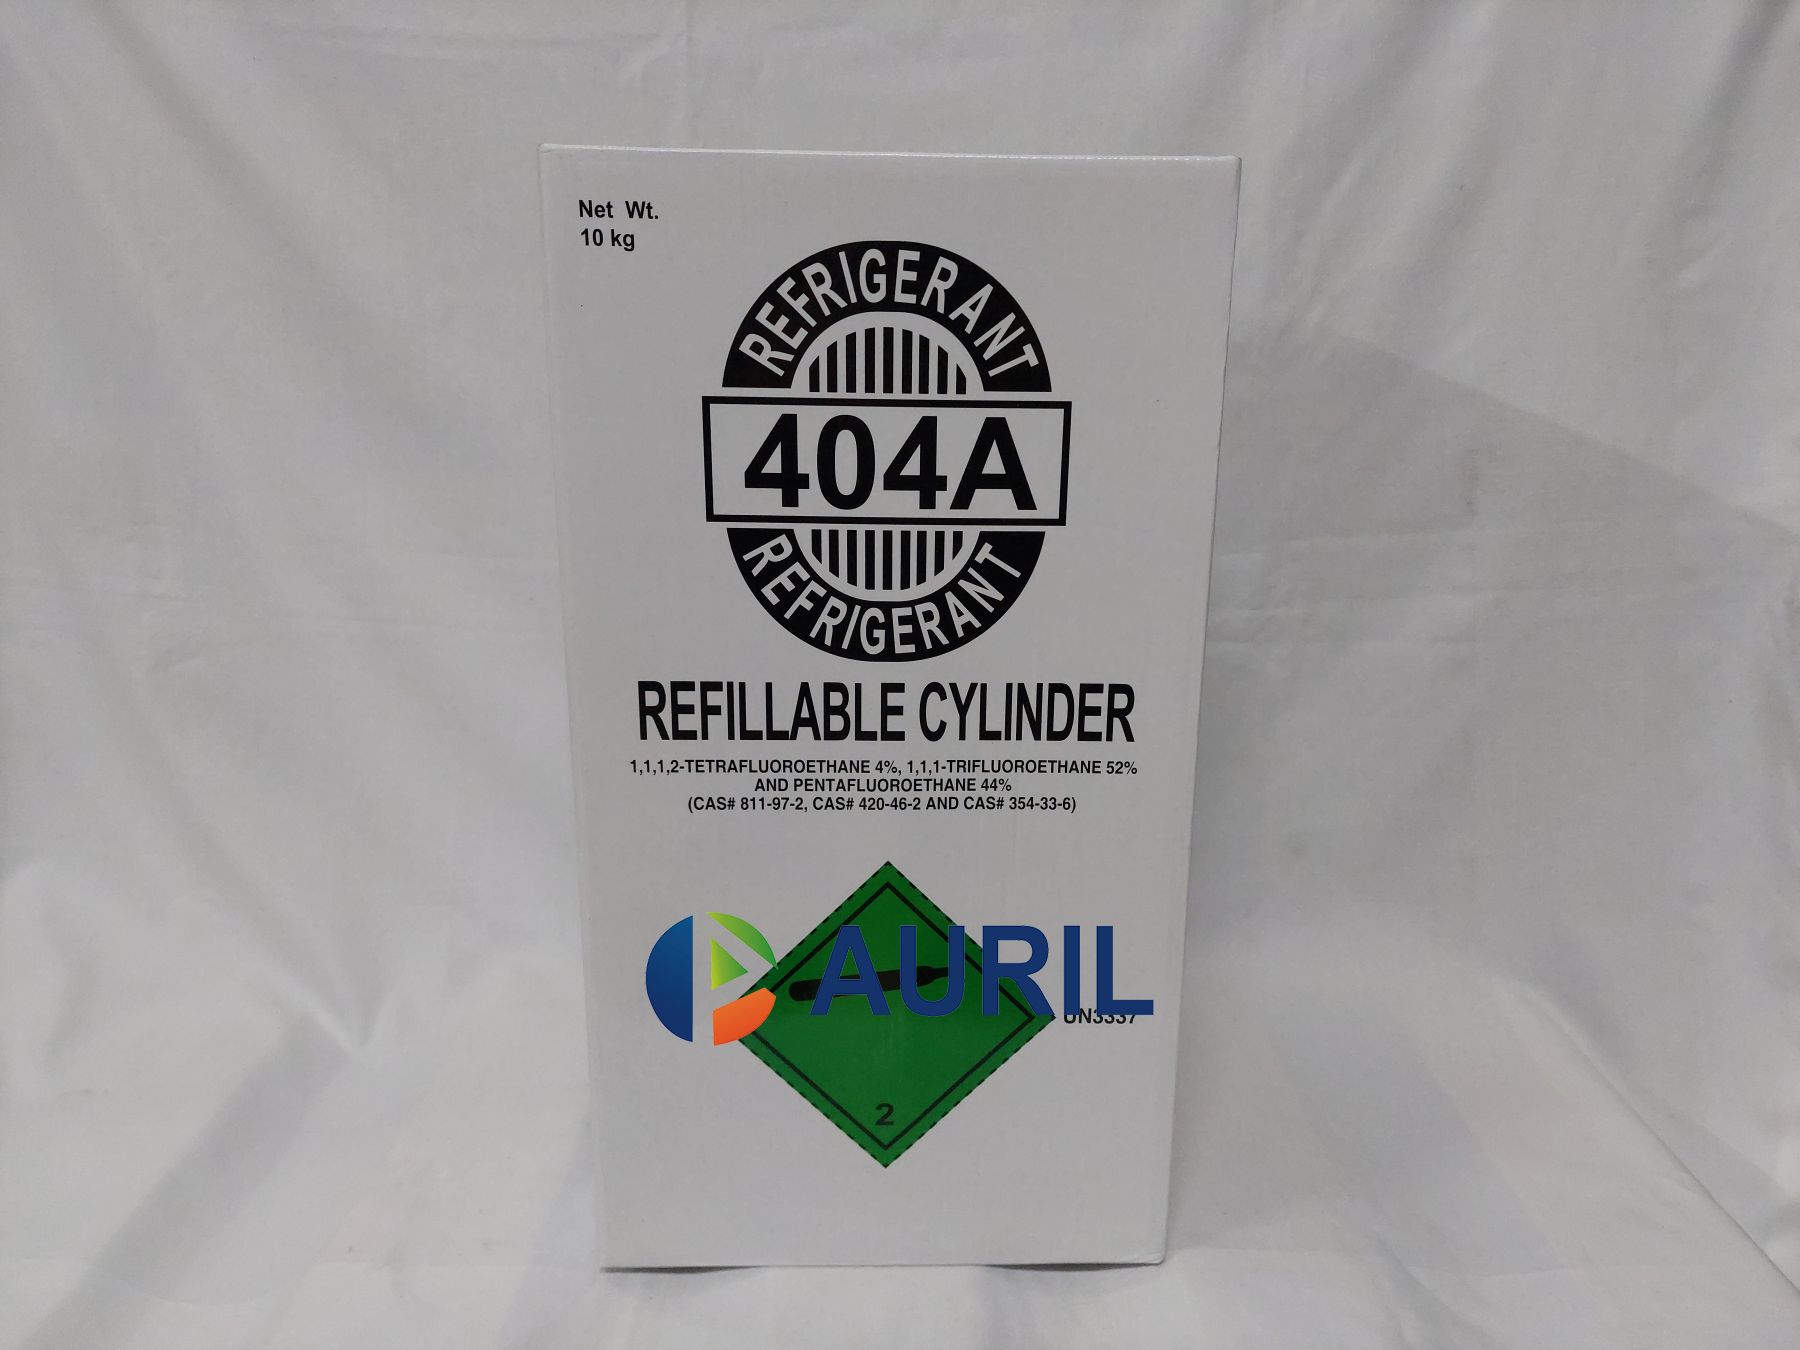 Net Wt.
10 kg
REFRIGERANT
404A
REFRIGERANT
REFILLABLE CYLINDER
1,1,1,2-TETRAFLUOROETHANE 4%, 1,1,1-TRIFLUOROETHANE 52%
AND PENTAFLUOROETHANE 44%
(CAS# 811-97-2, CAS# 420-46-2 AND CAS# 354-33-6)
AURIL
UN3337
2